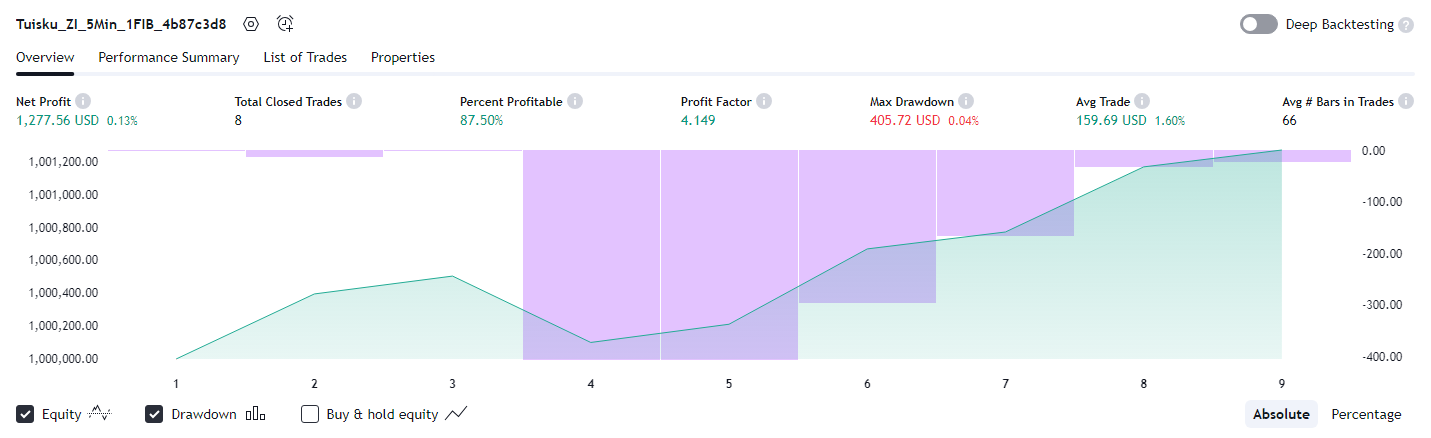 Tuisku_ZI_5Min_1FIB_4b87c3d8 Deep Backtesting ?
Overview Performance Summary List of Trades Properties
Net Profit Total Closed Trades Percent Profitable Profit Factor Max Drawdown Avg Trade Avg # Bars in Trades
1,277.56 USD 0.13% 8 87.50% 4.149 405.72 USD 0.04% 159.69 USD 1.60% 66
1,001,200.00 0.00
1,001,000.00 -100.00
1,000,800.00
1,000,600.00 -200.00
1,000,400.00 -300.00
1,000,200.00
1,000,000.00 -400.00
1 2 3 4 5 6 7 8 9
Equity Drawdown Buy & hold equity Absolute Percentage